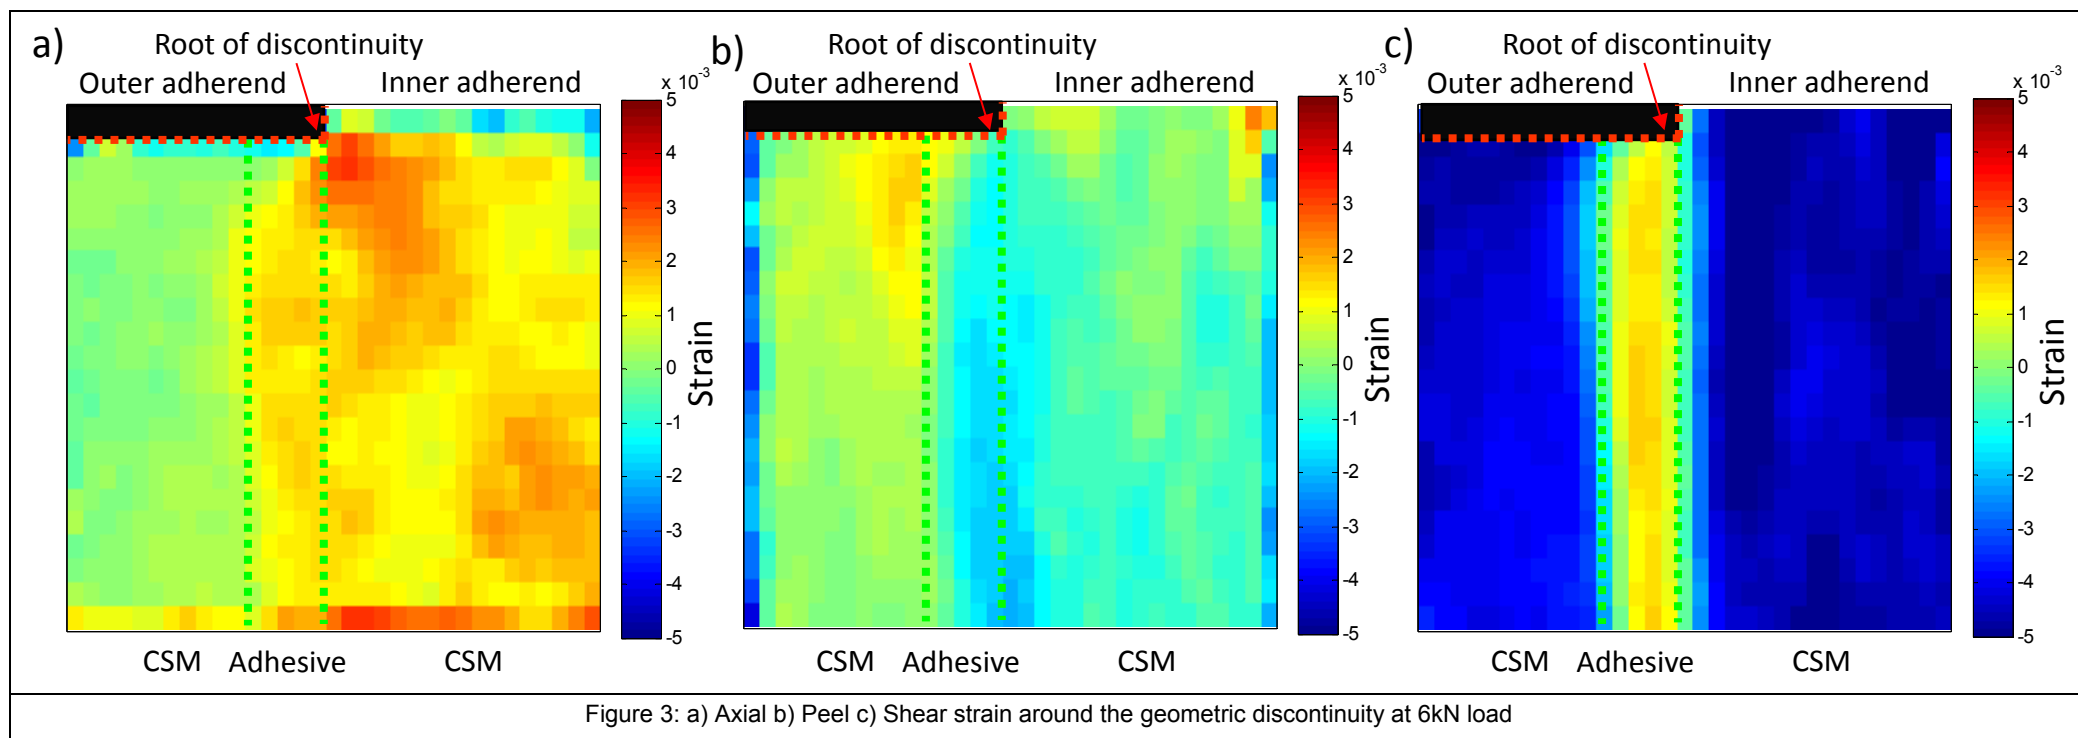 a)
Root of discontinuity
Outer adherend
Inner adherend
x 10-3
5
4
3
2
1
0
-1
-2
-3
-4
-5
Strain
CSM
Adhesive
CSM
b)
Root of discontinuity
Outer adherend
Inner adherend
x 10-3
5
4
3
2
1
0
-1
-2
-3
-4
-5
Strain
CSM
Adhesive
CSM
c)
Root of discontinuity
Outer adherend
Inner adherend
x 10-3
5
4
3
2
1
0
-1
-2
-3
-4
-5
Strain
CSM
Adhesive
CSM
Figure 3: a) Axial b) Peel c) Shear strain around the geometric discontinuity at 6kN load